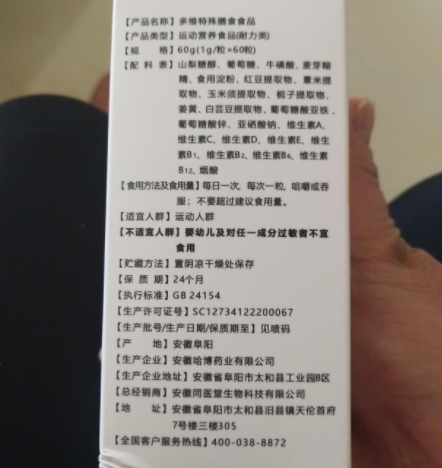 【产品名称】多维特殊膳食食品
【产品类型】运动营养食品(耐力类)
【规 格】60g(1g/粒×60粒)
【配 料 表】山梨糖醇、葡萄糖、牛磺酸、麦芽糊
精、食用淀粉、红豆提取物、薏米提
取物、玉米须提取物、栀子提取物、
姜黄、白芸豆提取物、葡萄糖酸亚铁、
葡萄糖酸锌、亚硒酸钠、维生素A、
维生素C、维生素D、维生素E、维生
素B₁、维生素B₂、维生素B₆、维生素
B₁₂、烟酸
【食用方法及食用量】每日一次,每次一粒,咀嚼或吞
服;不要超过建议食用量。
【适宜人群】运动人群
【不适宜人群】婴幼儿及对任一成分过敏者不宜
食用
【贮藏方法】置阴凉干燥处保存
【保 质 期】24个月
【执行标准】GB 24154
【生产许可证号】SC12734122200067
【生产批号/生产日期/保质期至】见喷码
【产 地】安徽阜阳
【生产企业】安徽哈博药业有限公司
【生产企业地址】安徽省阜阳市太和县工业园B区
【总经销商】安徽同医堂生物科技有限公司
【地 址】安徽省阜阳市太和县旧县镇天伦首府
7号楼三楼305
【全国客户服务热线】400-038-8872